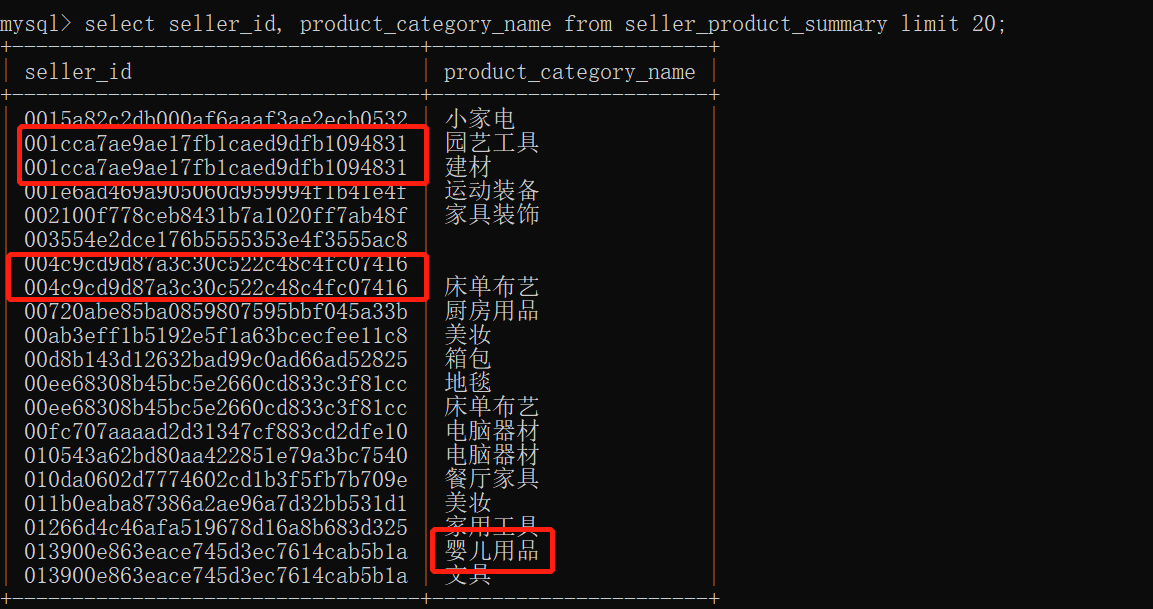 mysql> select seller_id, product_category_name from seller_product_summary limit 20;
seller_id | product_category_name
0015a82c2db000af6aaaf3ae2ecb0532 | 小家电
001cca7ae9ae17fb1caed9dfb1094831 | 园艺工具
001cca7ae9ae17fb1caed9dfb1094831 | 建材
001e6ad469a905060d959994f1b41e4f | 运动装备
002100f778ceb8431b7a1020ff7ab48f | 家具装饰
003554e2dce176b5555353e4f3555ac8 |
004c9cd9d87a3c30c522c48c4fc07416 |
004c9cd9d87a3c30c522c48c4fc07416 | 床单布艺
00720abe85ba0859807595bbf045a33b | 厨房用品
00ab3eff1b5192e5f1a63bcecfee11c8 | 美妆
00d8b143d12632bad99c0ad66ad52825 | 箱包
00ee68308b45bc5e2660cd833c3f81cc | 地毯
00ee68308b45bc5e2660cd833c3f81cc | 床单布艺
00fc707aaaad2d31347cf883cd2dfe10 | 电脑器材
010543a62bd80aa422851e79a3bc7540 | 电脑器材
010da0602d7774602cd1b3f5fb7b709e | 餐厅家具
011b0eaba87386a2ae96a7d32bb531d1 | 美妆
01266d4c46afa519678d16a8b683d325 | 家用工具
013900e863eace745d3ec7614cab5b1a | 婴儿用品
013900e863eace745d3ec7614cab5b1a | 文具